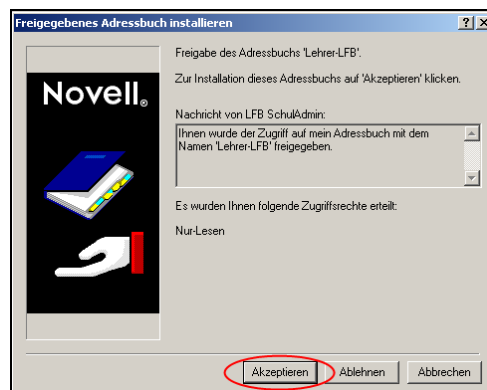 Freigegebenes Adressbuch installieren
Novell®
Freigabe des Adressbuchs 'Lehrer-LFB'.
Zur Installation dieses Adressbuchs auf 'Akzeptieren' klicken.
Nachricht von LFB SchulAdmin:
Ihnen wurde der Zugriff auf mein Adressbuch mit dem
Namen 'Lehrer-LFB' freigegeben.
Es wurden Ihnen folgende Zugriffsrechte erteilt:
Nur-Lesen
Akzeptieren Ablehnen Abbrechen